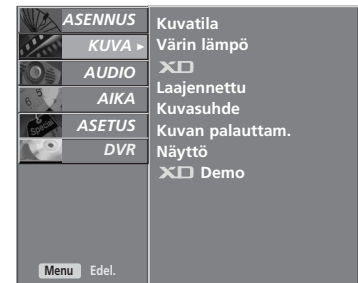 ASENNUS
KUVA ▸
AUDIO
AIKA
ASETUS
DVR
Menu Edel.
Kuvatila
Värin lämpö
XD
Laajennettu
Kuvasuhde
Kuvan palauttam.
Näyttö
XD Demo